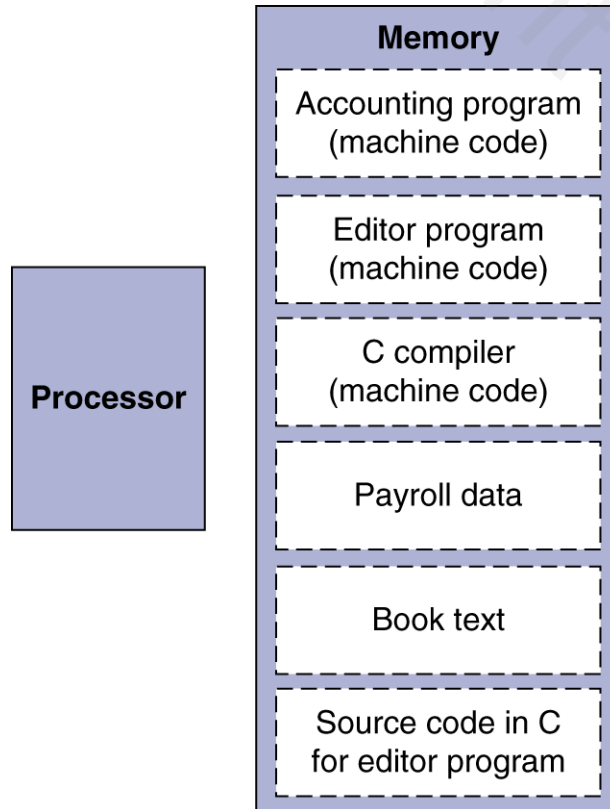 Memory
Accounting program
(machine code)
Editor program
(machine code)
C compiler
(machine code)
Processor
Payroll data
Book text
Source code in C
for editor program